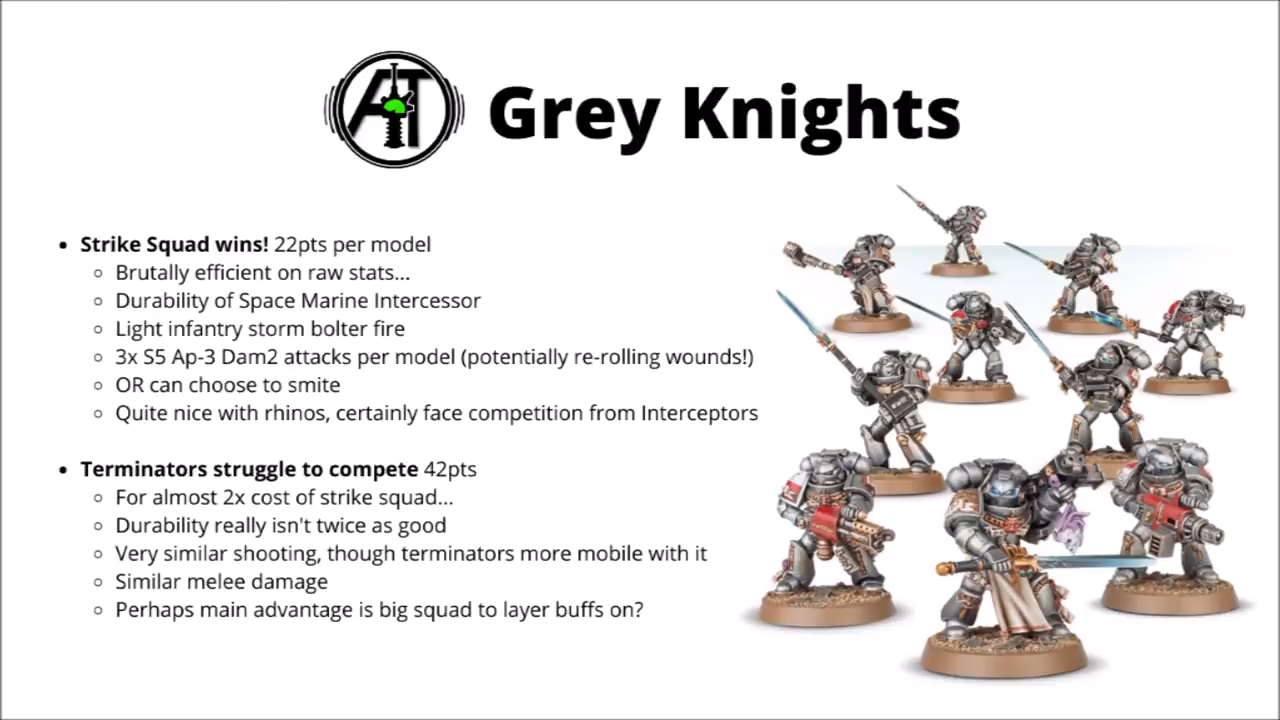 AT
Grey Knights
• Strike Squad wins! 22pts per model
○ Brutally efficient on raw stats...
○ Durability of Space Marine Intercessor
○ Light infantry storm bolter fire
○ 3x S5 Ap-3 Dam2 attacks per model (potentially re-rolling wounds!)
○ OR can choose to smite
○ Quite nice with rhinos, certainly face competition from Interceptors
• Terminators struggle to compete 42pts
○ For almost 2x cost of strike squad...
○ Durability really isn't twice as good
○ Very similar shooting, though terminators more mobile with it
○ Similar melee damage
○ Perhaps main advantage is big squad to layer buffs on?